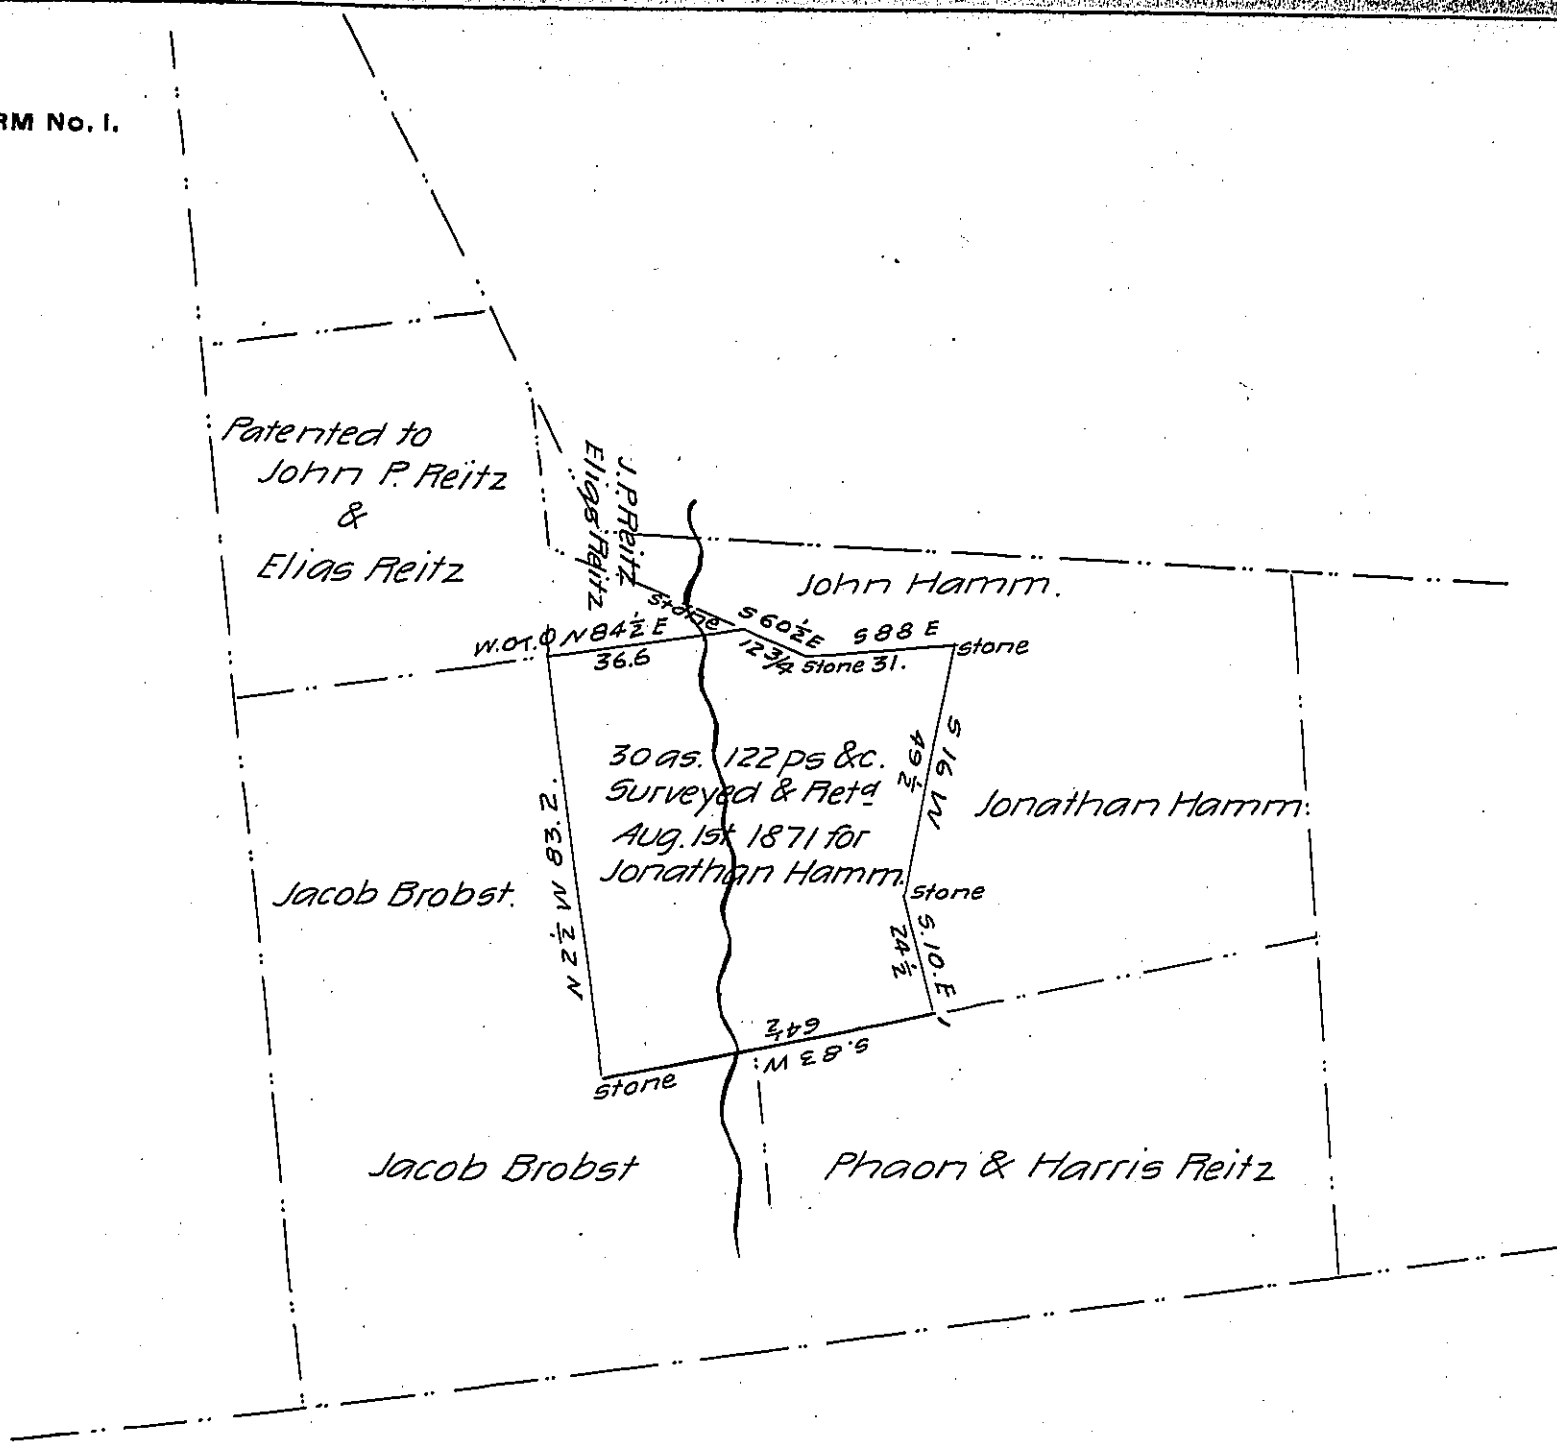 RM No. 1.
Patented to
John P. Reitz
&
Elias Reitz
J.P. Reitz
Elias Reitz
John Hamm.
stone
S 60½ E
12¾
S 88 E
stone 31.
stone
W.OT.O N 84½ E
36.6
S 16 W
49½
30 as. 122 ps &c.
Surveyed & Retd
Aug. 1st 1871 for
Jonathan Hamm.
Jonathan Hamm.
Jacob Brobst.
N 2½ W 83.2.
stone
S. 10. E
24½
64½
S. 83 W
stone
Jacob Brobst
Phaon & Harris Reitz